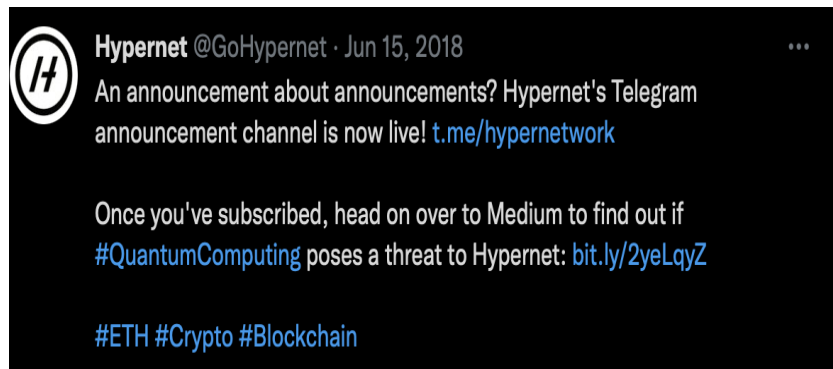 Hypernet @GoHypernet · Jun 15, 2018
An announcement about announcements? Hypernet's Telegram
announcement channel is now live! t.me/hypernetwork
Once you've subscribed, head on over to Medium to find out if
#QuantumComputing poses a threat to Hypernet: bit.ly/2yeLqyZ
#ETH #Crypto #Blockchain